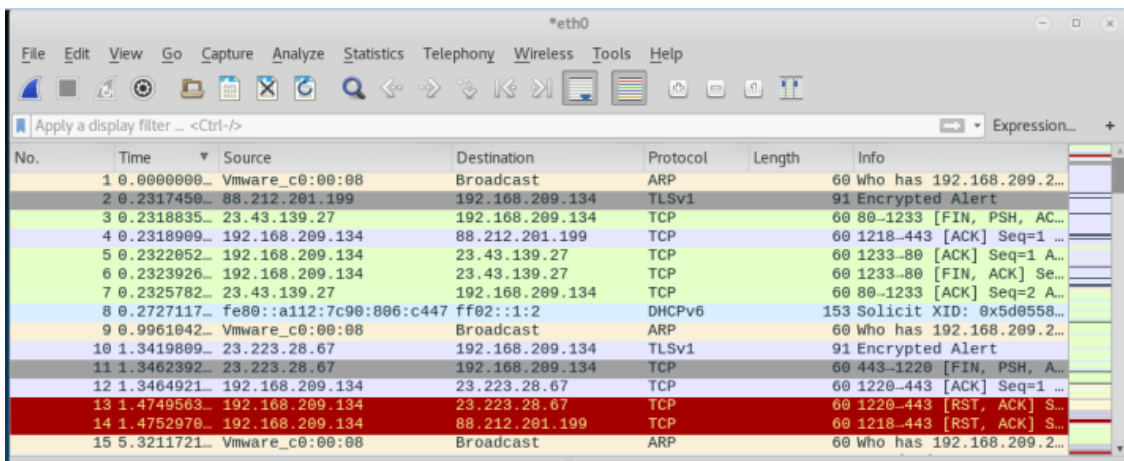 *eth0
File Edit View Go Capture Analyze Statistics Telephony Wireless Tools Help
Apply a display filter ... <Ctrl-/> Expression... +
No. Time Source Destination Protocol Length Info
1 0.0000000… Vmware_c0:00:08 Broadcast ARP 60 Who has 192.168.209.2…
2 0.2317450… 88.212.201.199 192.168.209.134 TLSv1 91 Encrypted Alert
3 0.2318835… 23.43.139.27 192.168.209.134 TCP 60 80→1233 [FIN, PSH, AC…
4 0.2318909… 192.168.209.134 88.212.201.199 TCP 60 1218→443 [ACK] Seq=1 …
5 0.2322052… 192.168.209.134 23.43.139.27 TCP 60 1233→80 [ACK] Seq=1 A…
6 0.2323926… 192.168.209.134 23.43.139.27 TCP 60 1233→80 [FIN, ACK] Se…
7 0.2325782… 23.43.139.27 192.168.209.134 TCP 60 80→1233 [ACK] Seq=2 A…
8 0.2727117… fe80::a112:7c90:806:c447 ff02::1:2 DHCPv6 153 Solicit XID: 0x5d0558…
9 0.9961042… Vmware_c0:00:08 Broadcast ARP 60 Who has 192.168.209.2…
10 1.3419809… 23.223.28.67 192.168.209.134 TLSv1 91 Encrypted Alert
11 1.3462392… 23.223.28.67 192.168.209.134 TCP 60 443→1220 [FIN, PSH, A…
12 1.3464921… 192.168.209.134 23.223.28.67 TCP 60 1220→443 [ACK] Seq=1 …
13 1.4749563… 192.168.209.134 23.223.28.67 TCP 60 1220→443 [RST, ACK] S…
14 1.4752970… 192.168.209.134 88.212.201.199 TCP 60 1218→443 [RST, ACK] S…
15 5.3211721… Vmware_c0:00:08 Broadcast ARP 60 Who has 192.168.209.2…